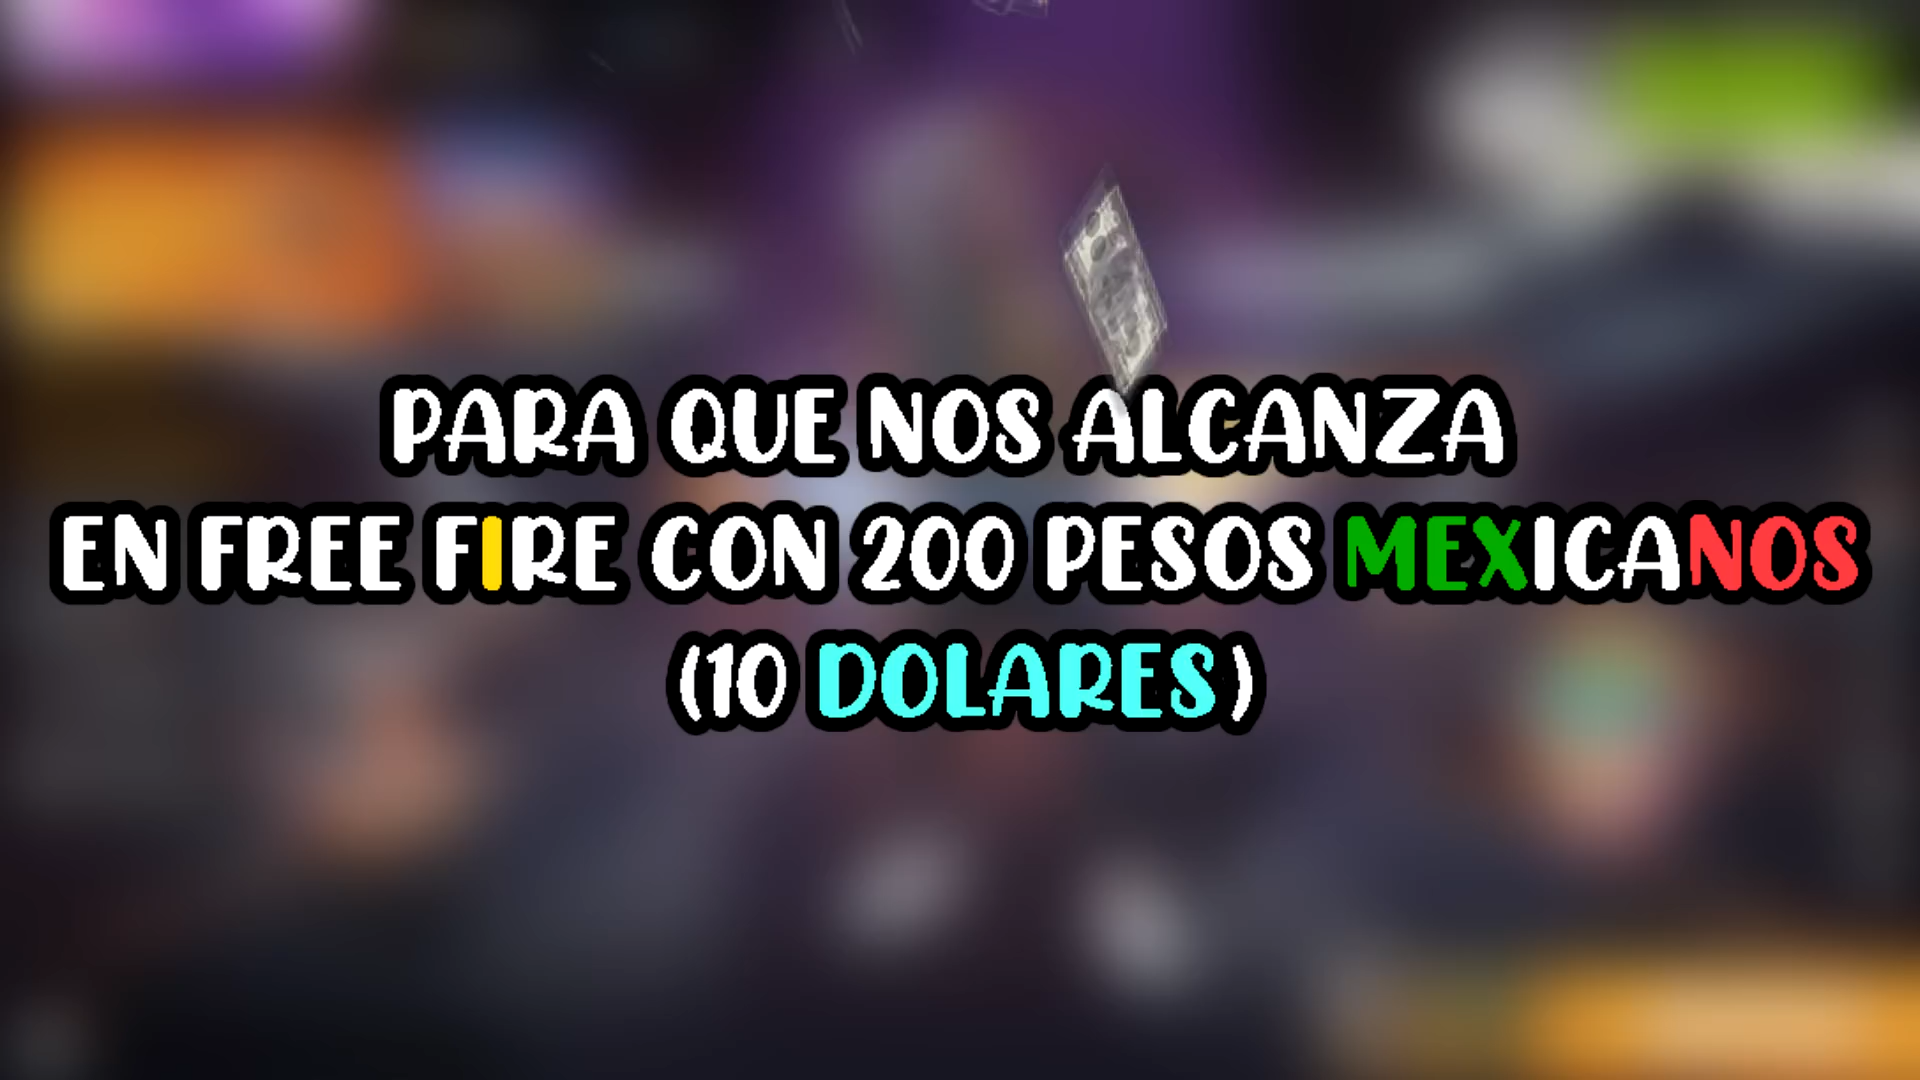 PARA QUE NOS ALCANZA
EN FREE FIRE CON 200 PESOS MEXICANOS
(10 DOLARES)